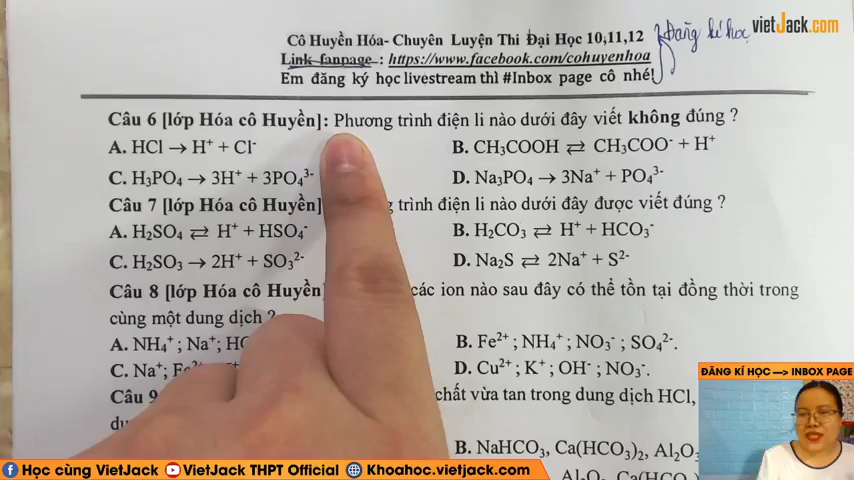 Cô Huyền Hóa- Chuyên Luyện Thi Đại Học 10,11,12
Đăng kí học
vietJack.com
Link fanpage : https://www.facebook.com/cohuyenhoa
Em đăng ký học livestream thì #Inbox page cô nhé!
Câu 6 [lớp Hóa cô Huyền]: Phương trình điện li nào dưới đây viết không đúng ?
A. HCl → H⁺ + Cl⁻
B. CH₃COOH ⇌ CH₃COO⁻ + H⁺
C. H₃PO₄ → 3H⁺ + 3PO₄³⁻
D. Na₃PO₄ → 3Na⁺ + PO₄³⁻
Câu 7 [lớp Hóa cô Huyền] trình điện li nào dưới đây được viết đúng ?
A. H₂SO₄ ⇌ H⁺ + HSO₄⁻
B. H₂CO₃ ⇌ H⁺ + HCO₃⁻
C. H₂SO₃ → 2H⁺ + SO₃²⁻
D. Na₂S ⇌ 2Na⁺ + S²⁻
Câu 8 [lớp Hóa cô Huyền các ion nào sau đây có thể tồn tại đồng thời trong
cùng một dung dịch ?
A. NH₄⁺ ; Na⁺;
B. Fe²⁺ ; NH₄⁺ ; NO₃⁻ ; SO₄²⁻.
C. Na⁺;
D. Cu²⁺ ; K⁺ ; OH⁻ ; NO₃⁻.
Câu 9 chất vừa tan trong dung dịch HCl,
B. NaHCO₃, Ca(HCO₃)₂, Al₂O₃
ĐĂNG KÍ HỌC —> INBOX PAGE
Học cùng VietJack VietJack THPT Official Khoahoc.vietjack.com